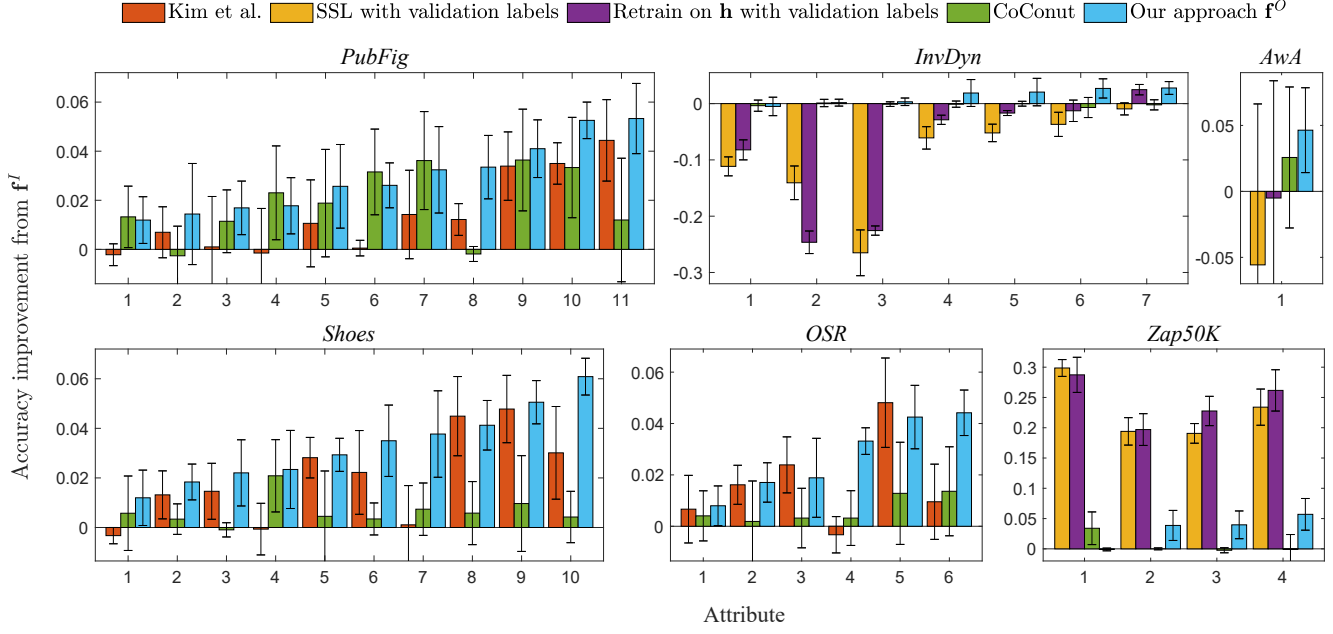 Kim et al. SSL with validation labels Retrain on h with validation labels CoConut Our approach f^O
PubFig InvDyn AwA
Accuracy improvement from f^I
0.06
0.04
0.02
0
1 2 3 4 5 6 7 8 9 10 11
0
-0.1
-0.2
-0.3
1 2 3 4 5 6 7
0.05
0
-0.05
1
Shoes OSR Zap50K
0.06
0.04
0.02
0
1 2 3 4 5 6 7 8 9 10
0.06
0.04
0.02
0
1 2 3 4 5 6
0.3
0.25
0.2
0.15
0.1
0.05
0
1 2 3 4
Attribute